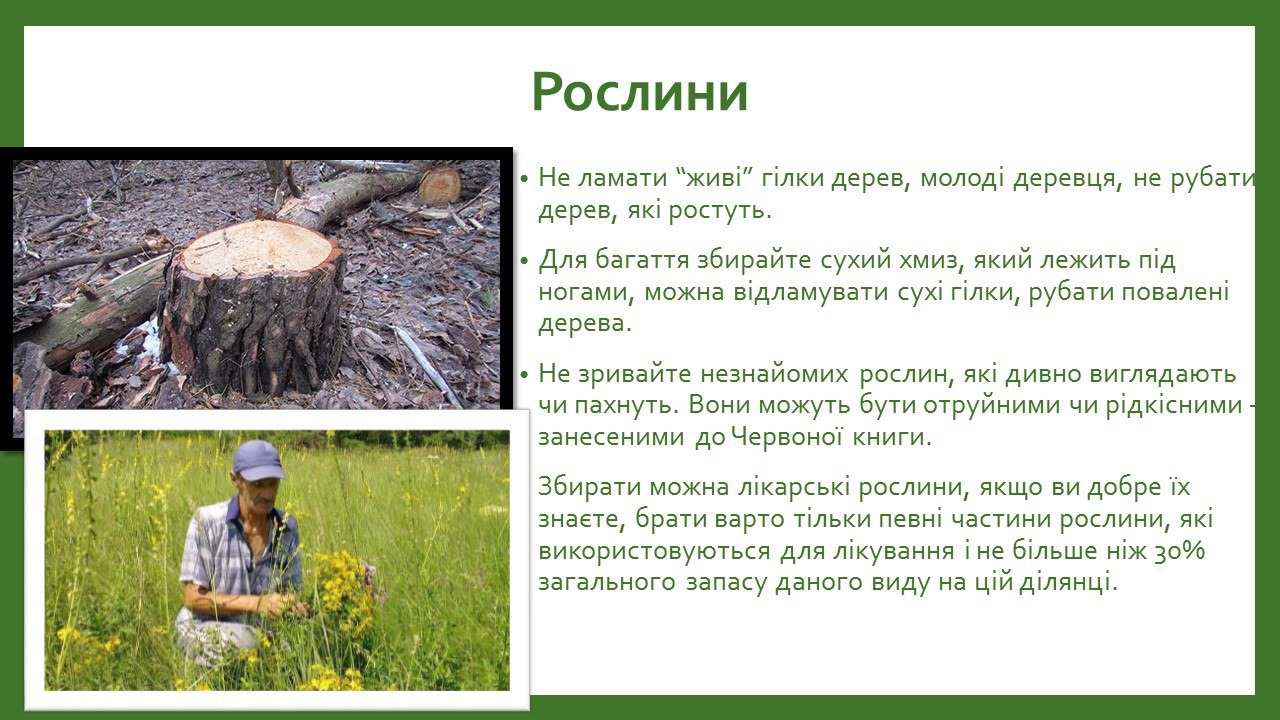 Рослини
• Не ламати “живі” гілки дерев, молоді деревця, не рубати
дерев, які ростуть.
• Для багаття збирайте сухий хмиз, який лежить під
ногами, можна відламувати сухі гілки, рубати повалені
дерева.
• Не зривайте незнайомих рослин, які дивно виглядають
чи пахнуть. Вони можуть бути отруйними чи рідкісними -
занесеними до Червоної книги.
Збирати можна лікарські рослини, якщо ви добре їх
знаєте, брати варто тільки певні частини рослини, які
використовуються для лікування і не більше ніж 30%
загального запасу даного виду на цій ділянці.